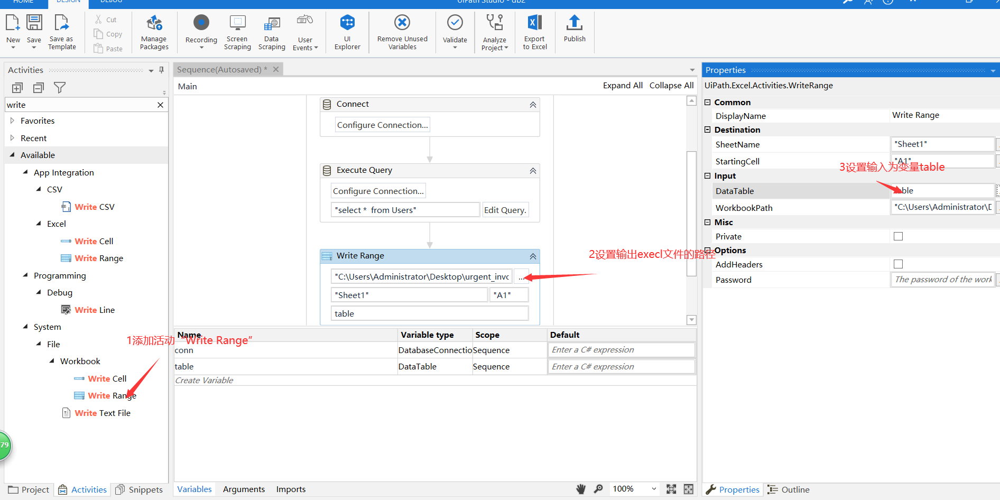 HOME
DESIGN
DEBUG
UiPath Studio - db2
New
Save
Save as
Template
Cut
Copy
Paste
Manage
Packages
Recording
Screen
Scraping
Data
Scraping
User
Events
UI
Explorer
Remove Unused
Variables
Validate
Analyze
Project
Export
to Excel
Publish
Activities
write
Favorites
Recent
Available
App Integration
CSV
Write CSV
Excel
Write Cell
Write Range
Programming
Debug
Write Line
System
File
Workbook
Write Cell
Write Range
Write Text File
1添加活动 “Write Range”
79
Project
Activities
Snippets
Sequence(Autosaved) *
Main
Expand All
Collapse All
Connect
Configure Connection...
Execute Query
Configure Connection...
"select * from Users"
Edit Query.
Write Range
"C:\Users\Administrator\Desktop\urgent_invo
...
"Sheet1"
"A1"
table
2设置输出execl文件的路径
Name
Variable type
Scope
Default
conn
DatabaseConnectio
Sequence
Enter a C# expression
table
DataTable
Sequence
Enter a C# expression
Create Variable
Variables
Arguments
Imports
100%
Properties
UiPath.Excel.Activities.WriteRange
Common
DisplayName
Write Range
Destination
SheetName
"Sheet1"
StartingCell
"A1"
3设置输入为变量table
Input
DataTable
table
WorkbookPath
"C:\Users\Administrator\D
Misc
Private
Options
AddHeaders
Password
The password of the work
Properties
Outline